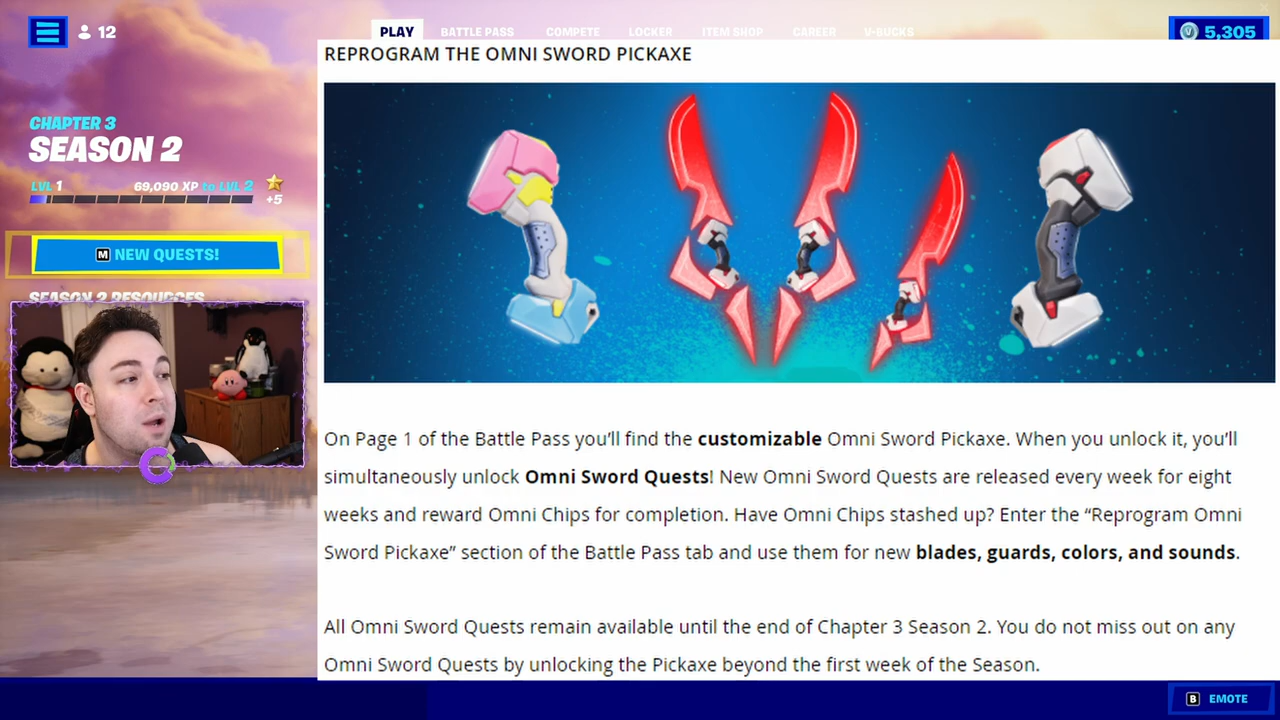 12
PLAY
BATTLE PASS
COMPETE
LOCKER
ITEM SHOP
CAREER
V-BUCKS
5,305
REPROGRAM THE OMNI SWORD PICKAXE
CHAPTER 3
SEASON 2
LVL 1
69,090 XP to LVL 2
+5
M NEW QUESTS!
SEASON 2 RESOURCES
On Page 1 of the Battle Pass you’ll find the customizable Omni Sword Pickaxe. When you unlock it, you’ll
simultaneously unlock Omni Sword Quests! New Omni Sword Quests are released every week for eight
weeks and reward Omni Chips for completion. Have Omni Chips stashed up? Enter the “Reprogram Omni
Sword Pickaxe” section of the Battle Pass tab and use them for new blades, guards, colors, and sounds.
All Omni Sword Quests remain available until the end of Chapter 3 Season 2. You do not miss out on any
Omni Sword Quests by unlocking the Pickaxe beyond the first week of the Season.
B EMOTE